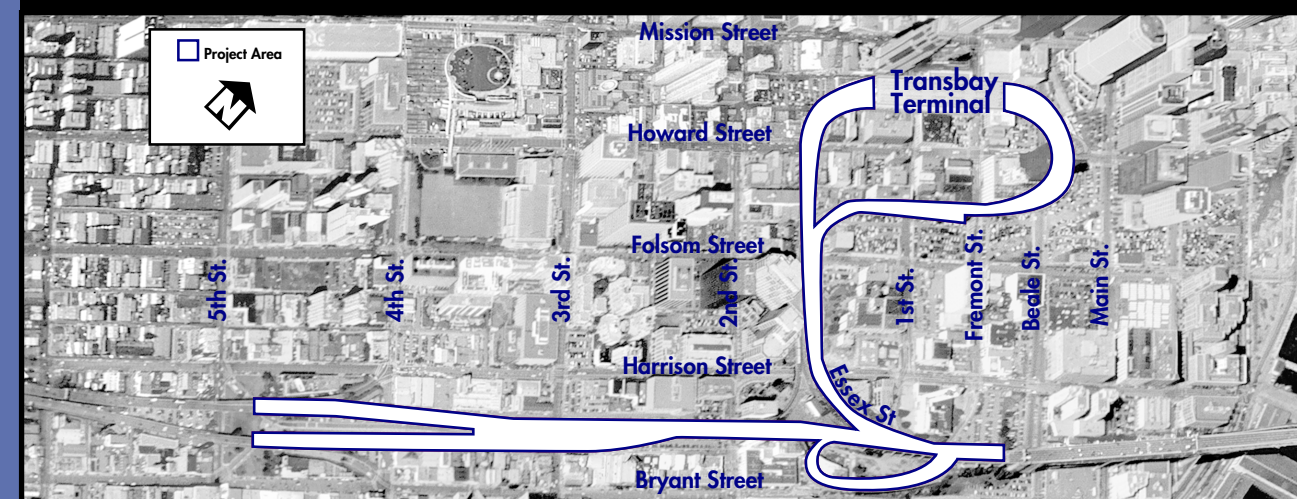 Mission Street
Project Area
N
Transbay
Terminal
Howard Street
Folsom Street
5th St.
4th St.
3rd St.
2nd St.
1st St.
Fremont St.
Beale St.
Main St.
Harrison Street
Essex St
Bryant Street